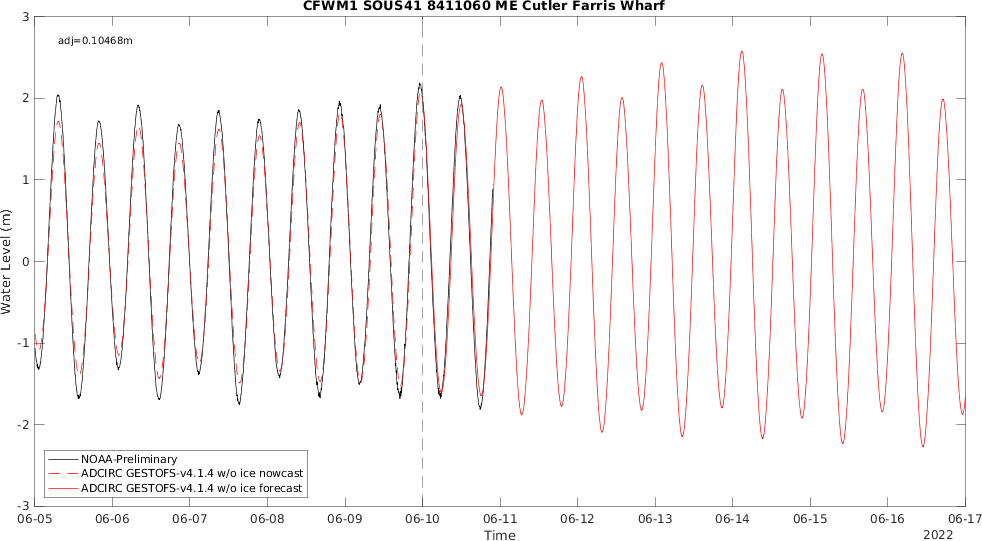 CFWM1 SOUS41 8411060 ME Cutler Farris Wharf
adj=0.10468m
3
2
1
0
-1
-2
-3
Water Level (m)
NOAA-Preliminary
ADCIRC GESTOFS-v4.1.4 w/o ice nowcast
ADCIRC GESTOFS-v4.1.4 w/o ice forecast
06-05 06-06 06-07 06-08 06-09 06-10 06-11 06-12 06-13 06-14 06-15 06-16 06-17
Time
2022